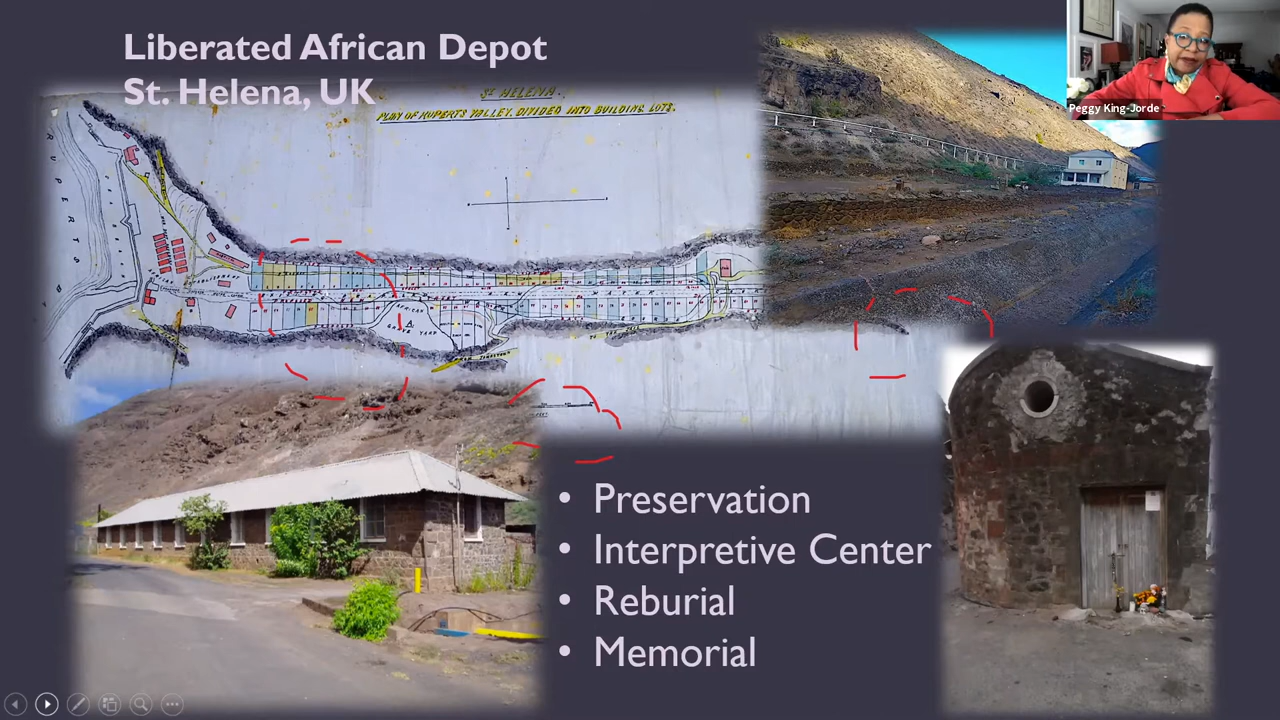 Liberated African Depot
St. Helena, UK
ST HELENA.
PLAN OF RUPERTS VALLEY, DIVIDED INTO BUILDING LOTS.
Peggy King-Jorde
RUPERTS
• Preservation
• Interpretive Center
• Reburial
• Memorial